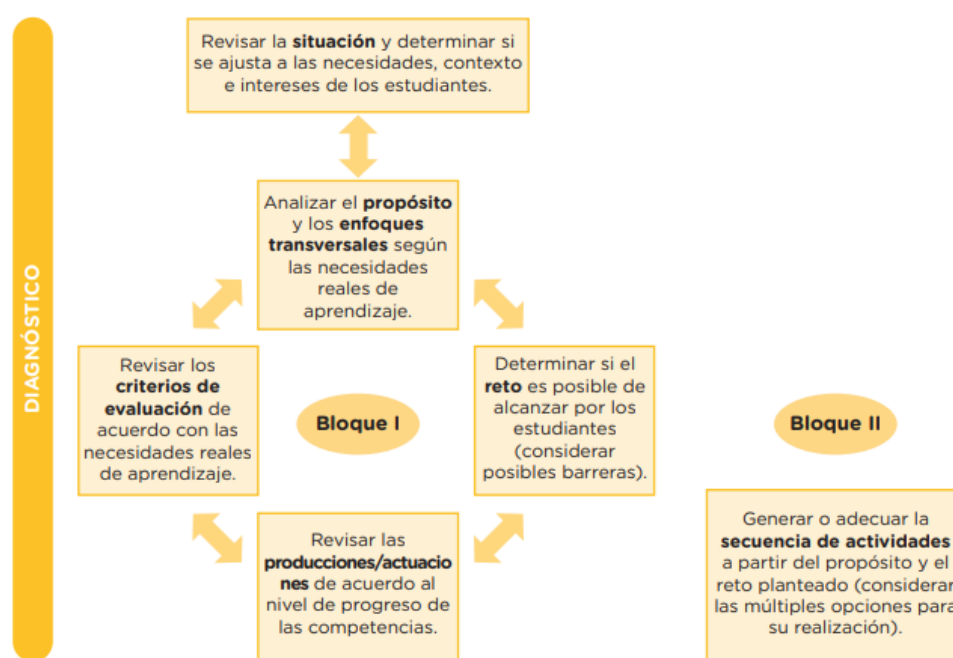 DIAGNÓSTICO
Revisar la situación y determinar si
se ajusta a las necesidades, contexto
e intereses de los estudiantes.
Analizar el propósito
y los enfoques
transversales según
las necesidades
reales de
aprendizaje.
Revisar los
criterios de
evaluación de
acuerdo con las
necesidades reales
de aprendizaje.
Bloque I
Determinar si el
reto es posible de
alcanzar por los
estudiantes
(considerar
posibles barreras).
Revisar las
producciones/actuacio
nes de acuerdo al
nivel de progreso de
las competencias.
Bloque II
Generar o adecuar la
secuencia de actividades
a partir del propósito y el
reto planteado (considerar
las múltiples opciones para
su realización).